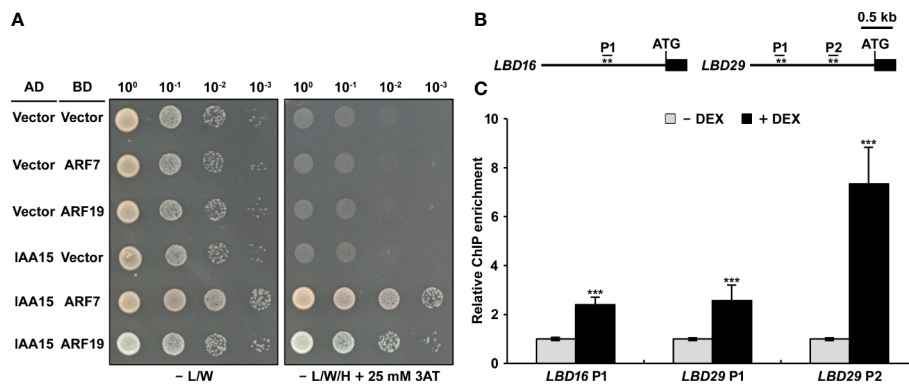 A
AD BD 10⁰ 10⁻¹ 10⁻² 10⁻³ 10⁰ 10⁻¹ 10⁻² 10⁻³
Vector Vector
Vector ARF7
Vector ARF19
IAA15 Vector
IAA15 ARF7
IAA15 ARF19
– L/W
– L/W/H + 25 mM 3AT
B
0.5 kb
P1 ATG P1 P2 ATG
LBD16 ** LBD29 ** **
C
– DEX + DEX
Relative ChIP enrichment
10
8
6
4
2
0
*** *** ***
LBD16 P1 LBD29 P1 LBD29 P2